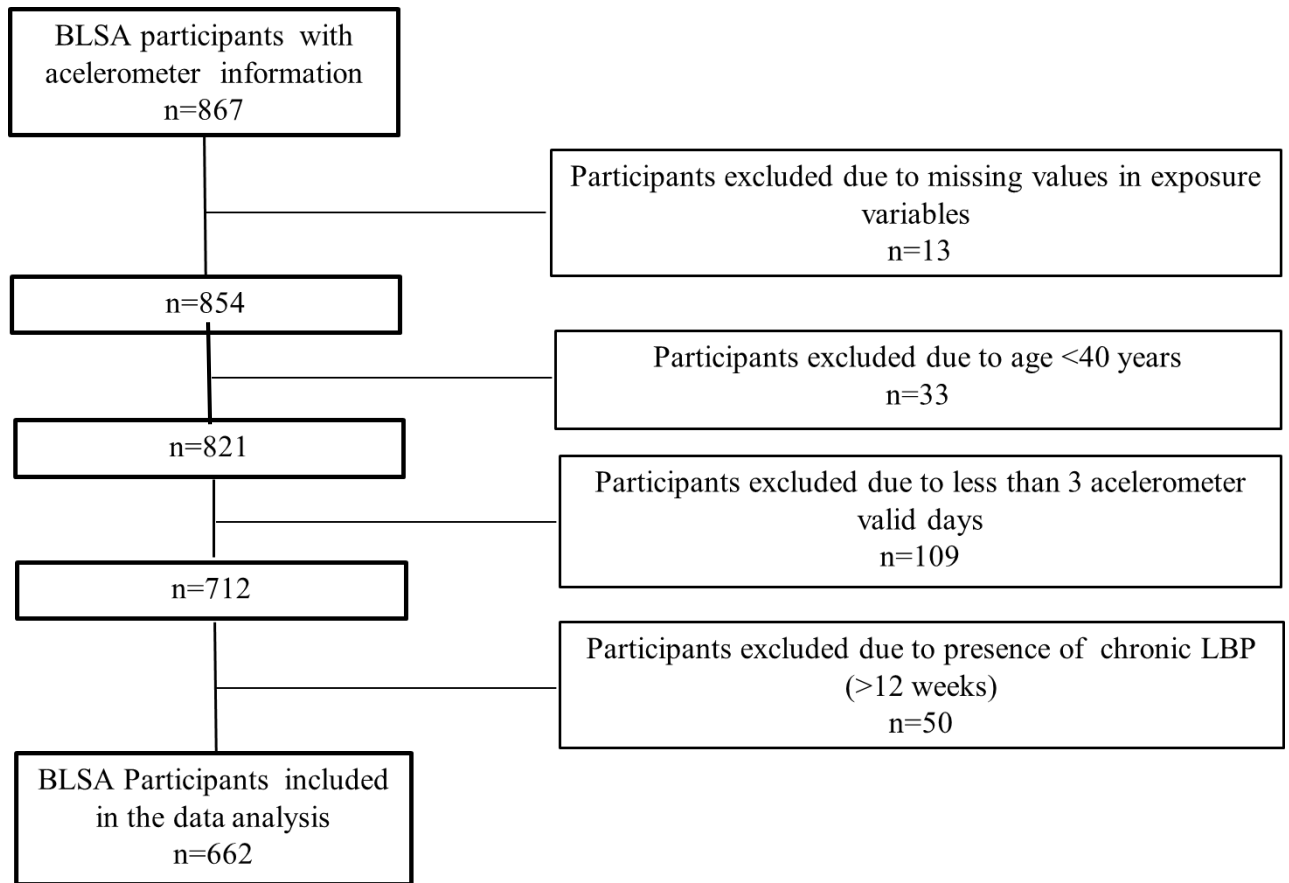 BLSA participants with
acelerometer information
n=867
Participants excluded due to missing values in exposure
variables
n=13
n=854
Participants excluded due to age <40 years
n=33
n=821
Participants excluded due to less than 3 acelerometer
valid days
n=109
n=712
Participants excluded due to presence of chronic LBP
(>12 weeks)
n=50
BLSA Participants included
in the data analysis
n=662